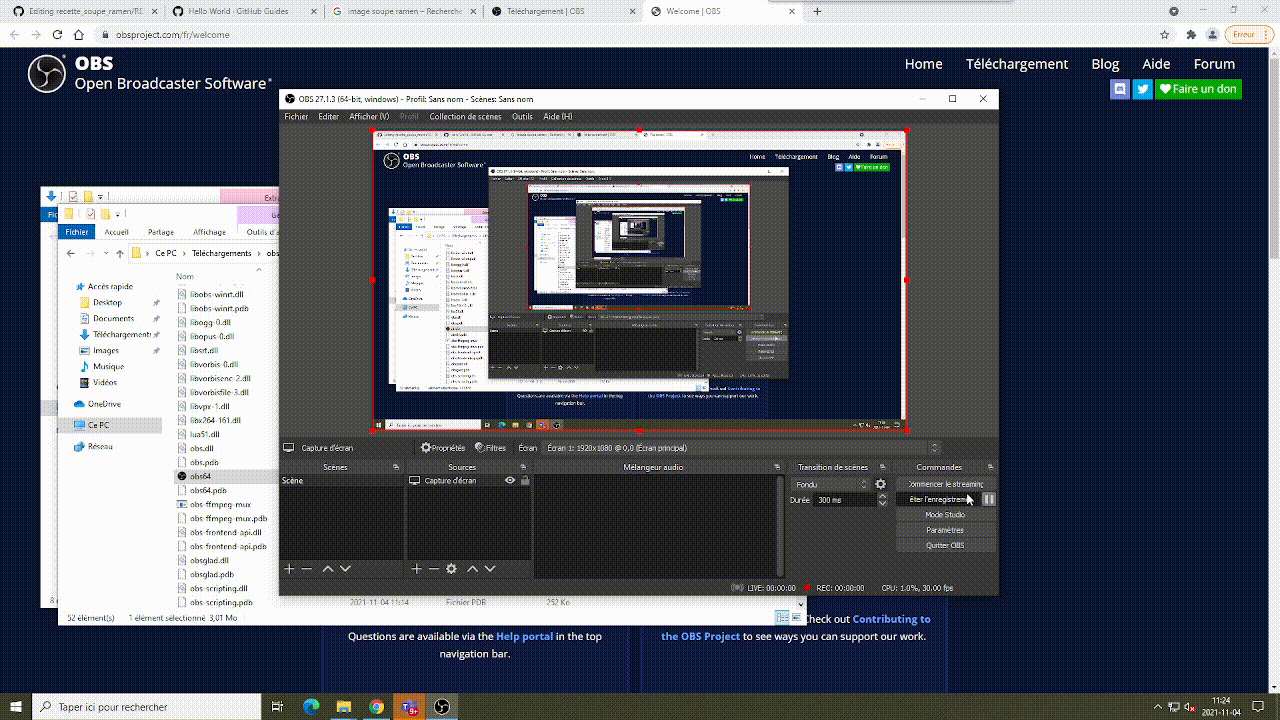 Editing recette_soupe_ramen/RE
Hello World · GitHub Guides
image soupe ramen – Recherche
Téléchargement | OBS
Welcome | OBS
obsproject.com/fr/welcome
Erreur
OBS
Open Broadcaster Software
Home
Téléchargement
Blog
Aide
Forum
Faire un don
OBS 27.1.3 (64-bit, windows) - Profil: Sans nom - Scènes: Sans nom
Fichier
Editer
Afficher (V)
Profil
Collection de scènes
Outils
Aide (H)
Fichier
Accueil
Partage
Affichage
Outils d'a
Ce PC
Téléchargements
obs
Nom
Accès rapide
Desktop
Documents
Téléchargement
Images
Musique
Vidéos
OneDrive
Ce PC
Réseau
libobs-winrt.dll
libobs-winrt.pdb
libogg-0.dll
libopus-0.dll
libsrt.dll
libvorbis-0.dll
libvorbisenc-2.dll
libvorbisfile-3.dll
libvpx-1.dll
libx264-161.dll
lua51.dll
obs.dll
obs.pdb
obs64
obs64.pdb
obs-ffmpeg-mux
obs-ffmpeg-mux.pdb
obs-frontend-api.dll
obs-frontend-api.pdb
obsglad.dll
obsglad.pdb
obs-scripting.dll
obs-scripting.pdb
2021-11-04 11:14
Fichier PDB
252 Ko
52 élément(s)
1 élément sélectionné 3,01 Mo
Capture d'écran
Propriétés
Filtres
Écran
Écran 1: 1920x1080 @ 0,0 (Écran principal)
Scènes
Sources
Mélangeur audio
Transition de scènes
Commandes
Scène
Capture d'écran
Fondu
Durée
300 ms
Commencer le streaming
êter l'enregistreme
Mode Studio
Paramètres
Quitter OBS
LIVE: 00:00:00
REC: 00:00:00
CPU: 1.0%, 30.00 fps
Questions are available via the Help portal in the top
navigation bar.
Check out Contributing to
the OBS Project to see ways you can support our work.
Taper ici pour rechercher
9+
11:24
2021-11-04